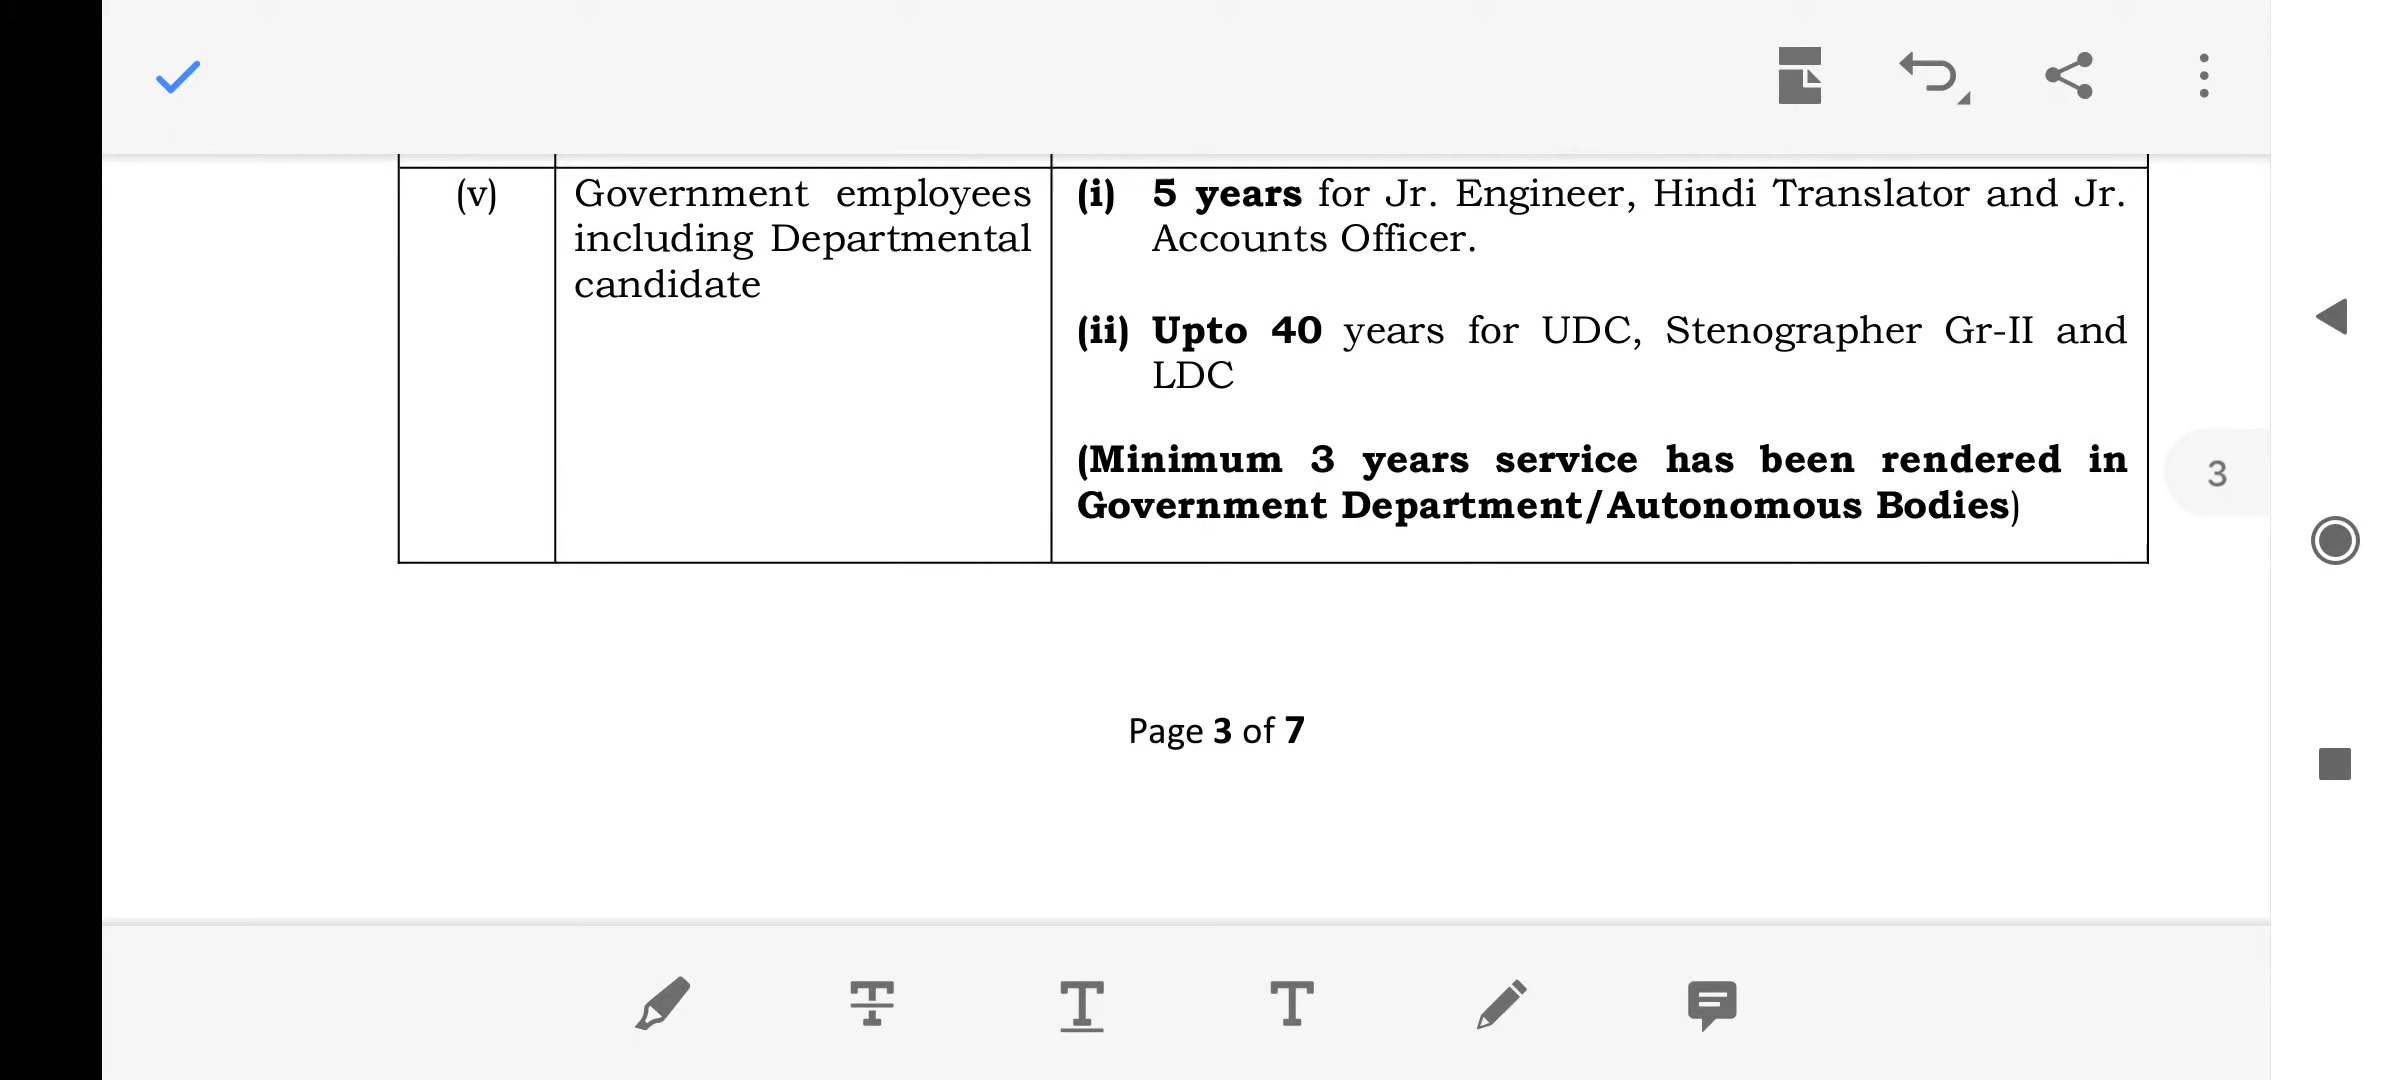 (v)
Government employees
including Departmental
candidate
(i) 5 years for Jr. Engineer, Hindi Translator and Jr.
Accounts Officer.
(ii) Upto 40 years for UDC, Stenographer Gr-II and
LDC
(Minimum 3 years service has been rendered in
Government Department/Autonomous Bodies)
3
Page 3 of 7